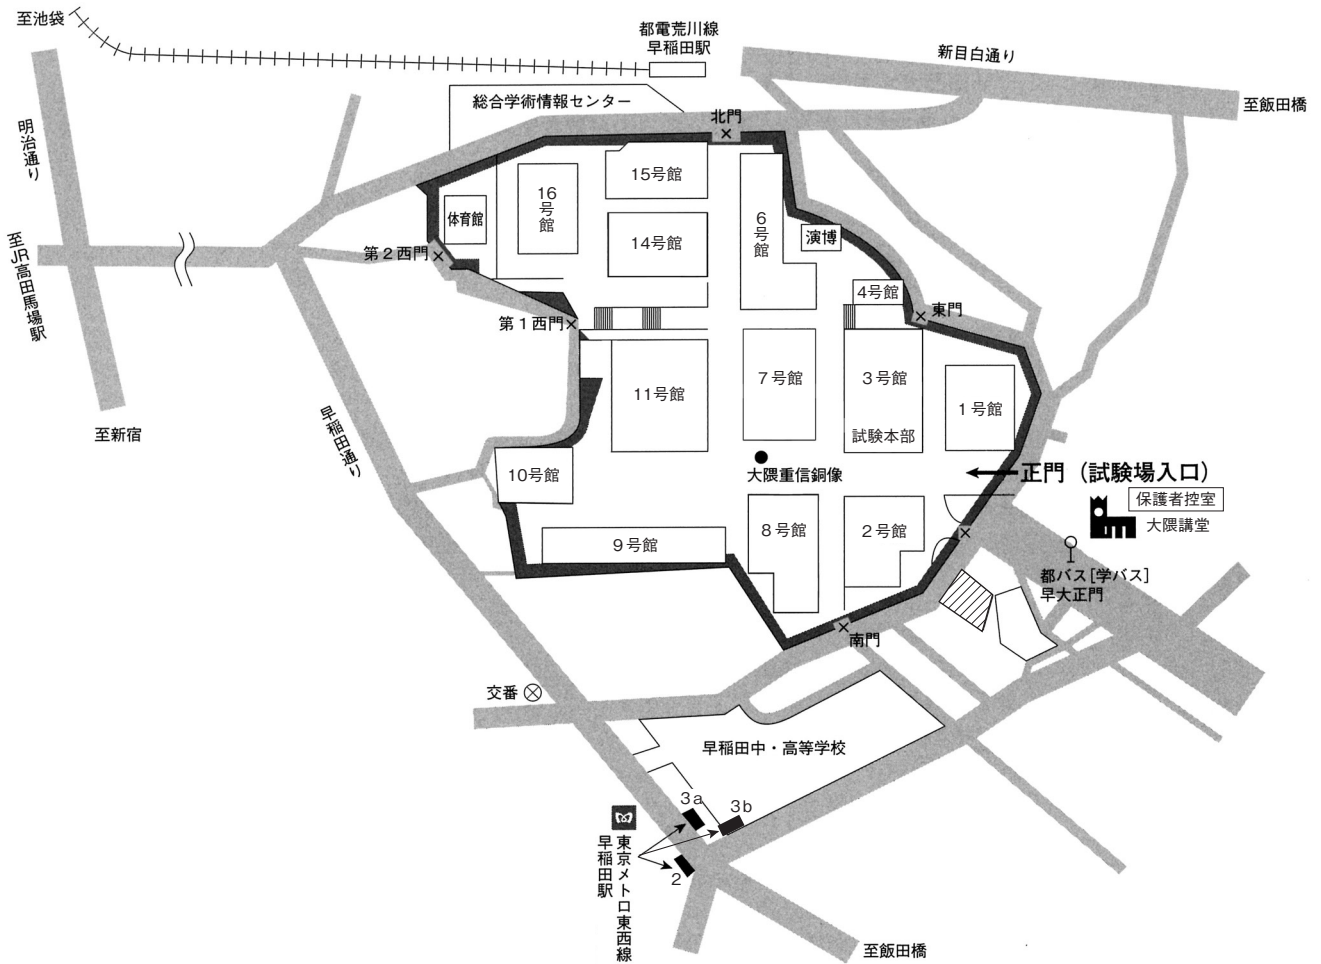 至池袋
都電荒川線
早稲田駅
新目白通り
至飯田橋
総合学術情報センター
北門
明治通り
15号館
16号館
体育館
14号館
6号館
演博
至JR高田馬場駅
第2西門
4号館
東門
第1西門
7号館
3号館
11号館
1号館
至新宿
早稲田通り
試験本部
大隈重信銅像
正門（試験場入口）
10号館
保護者控室
大隈講堂
8号館
2号館
9号館
都バス[学バス]
早大正門
南門
交番
早稲田中・高等学校
3a
3b
東京メトロ東西線
早稲田駅
2
至飯田橋